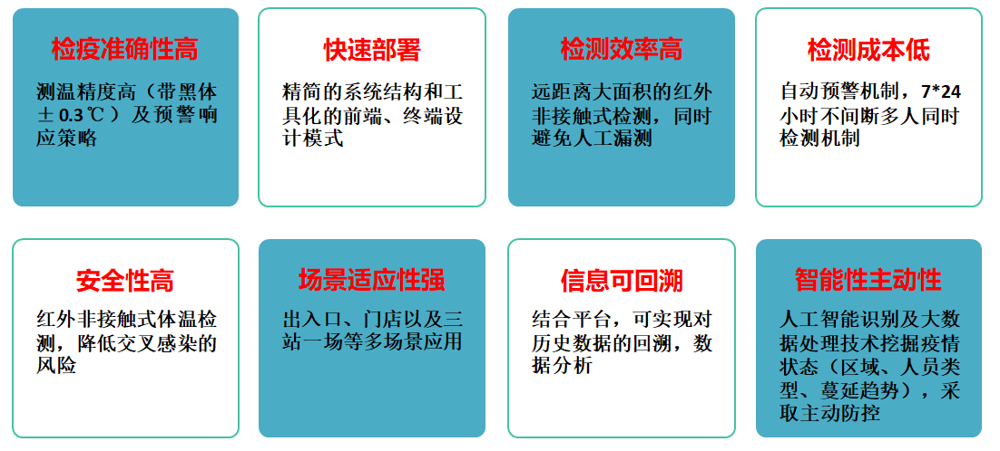 检疫准确性高
测温精度高（带黑体
±0.3℃）及预警响
应策略
快速部署
精简的系统结构和工
具化的前端、终端设
计模式
检测效率高
远距离大面积的红外
非接触式检测，同时
避免人工漏测
检测成本低
自动预警机制，7*24
小时不间断多人同时
检测机制
安全性高
红外非接触式体温检
测，降低交叉感染的
风险
场景适应性强
出入口、门店以及三
站一场等多场景应用
信息可回溯
结合平台，可实现对
历史数据的回溯，数
据分析
智能性主动性
人工智能识别及大数
据处理技术挖掘疫情
状态（区域、人员类
型、蔓延趋势），采
取主动防控